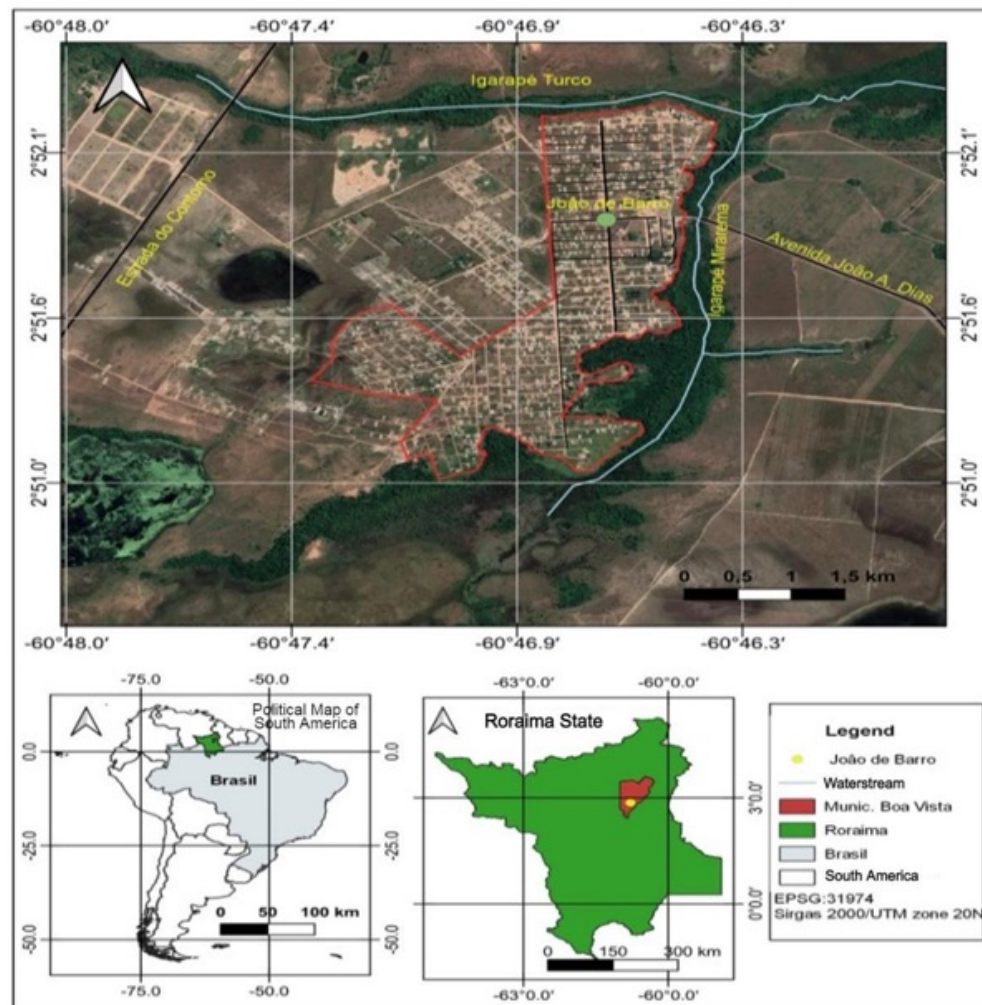 -60°48.0' -60°47.4' -60°46.9' -60°46.3'
Igarapé Turco
2°52.1' 2°52.1'
João de Barro
Estrada do Contorno
Igarapé Mirarema
Avenida João A. Dias
2°51.6' 2°51.6'
2°51.0' 2°51.0'
0 0,5 1 1,5 km
-60°48.0' -60°47.4' -60°46.9' -60°46.3'
-75.0 -50.0
Political Map of
South America
0.0
Brasil
-25.0
0 50 100 km
-50.0
-75.0 -50.0
-63°0.0' -60°0.0'
Roraima State
3°0.0'
0°0.0'
0 150 300 km
-63°0.0' -60°0.0'
Legend
João de Barro
Waterstream
Munic. Boa Vista
Roraima
Brasil
South America
EPSG:31974
Sirgas 2000/UTM zone 20N